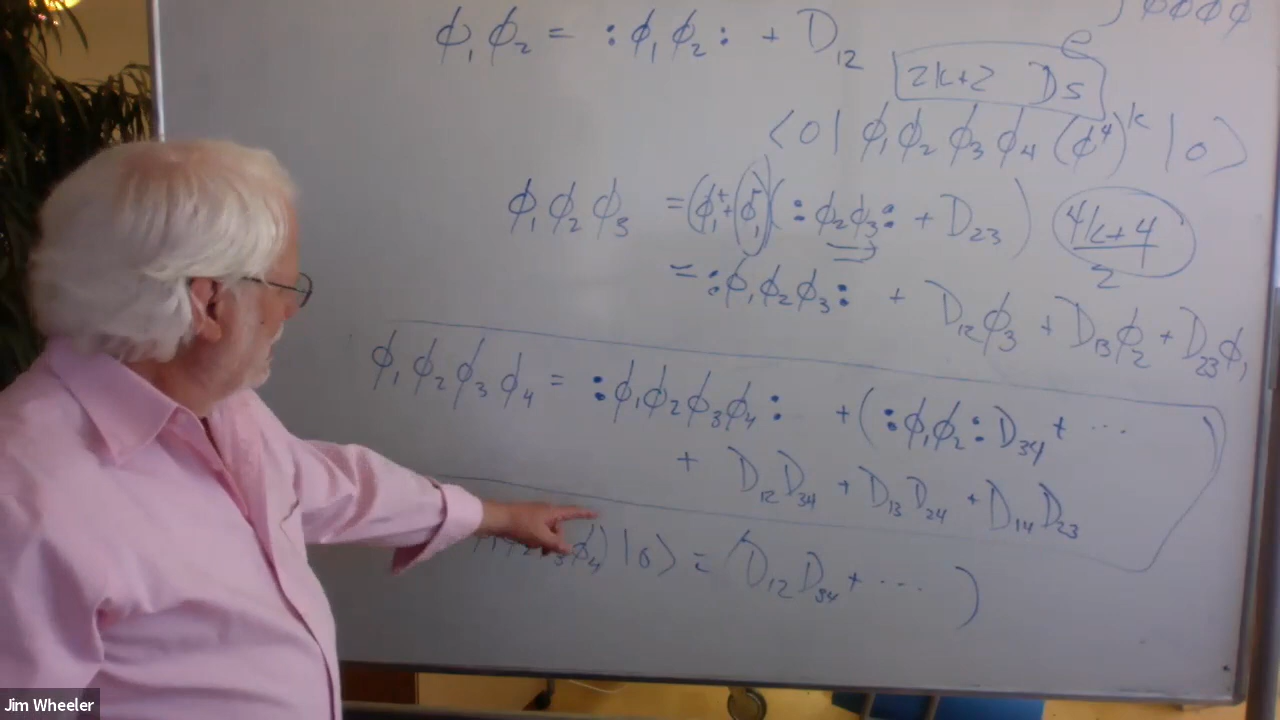 ∫ϕϕϕϕ
e
ϕ₁ϕ₂ = :ϕ₁ϕ₂: + D₁₂
2k+2 Ds
⟨0| ϕ₁ϕ₂ϕ₃ϕ₄ (ϕ⁴)ᵏ |0⟩
ϕ₁ϕ₂ϕ₃ = (ϕ₁⁺+ϕ₁⁻)(:ϕ₂ϕ₃: + D₂₃)
4k+4
2
= :ϕ₁ϕ₂ϕ₃: + D₁₂ϕ₃ + D₁₃ϕ₂ + D₂₃ϕ₁
ϕ₁ϕ₂ϕ₃ϕ₄ = :ϕ₁ϕ₂ϕ₃ϕ₄: + (:ϕ₁ϕ₂:D₃₄ + ⋯ )
+ D₁₂D₃₄ + D₁₃D₂₄ + D₁₄D₂₃
ϕ₄) |0⟩ = (D₁₂D₃₄ + ⋯ )
Jim Wheeler